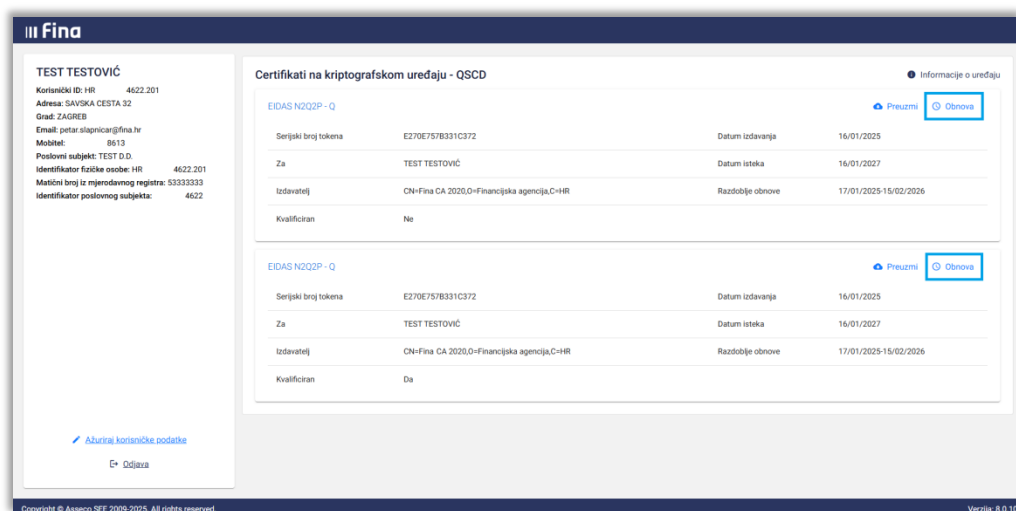 Fina
TEST TESTOVIĆ
Korisnički ID: HR 4622.201
Adresa: SAVSKA CESTA 32
Grad: ZAGREB
Email: petar.slapnicar@fina.hr
Mobitel: 8613
Poslovni subjekt: TEST D.D.
Identifikator fizičke osobe: HR 4622.201
Matični broj iz mjerodavnog registra: 53333333
Identifikator poslovnog subjekta: 4622
Ažuriraj korisničke podatke
Odjava
Certifikati na kriptografskom uređaju - QSCD
Informacije o uređaju
EIDAS N2Q2P - Q Preuzmi Obnova
Serijski broj tokena E270E757B331C372 Datum izdavanja 16/01/2025
Za TEST TESTOVIĆ Datum isteka 16/01/2027
Izdavatelj CN=Fina CA 2020,O=Financijska agencija,C=HR Razdoblje obnove 17/01/2025-15/02/2026
Kvalificiran Ne
EIDAS N2Q2P - Q Preuzmi Obnova
Serijski broj tokena E270E757B331C372 Datum izdavanja 16/01/2025
Za TEST TESTOVIĆ Datum isteka 16/01/2027
Izdavatelj CN=Fina CA 2020,O=Financijska agencija,C=HR Razdoblje obnove 17/01/2025-15/02/2026
Kvalificiran Da
Copyright © Asseco SEE 2009-2025. All rights reserved. Verzija: 8.0.10